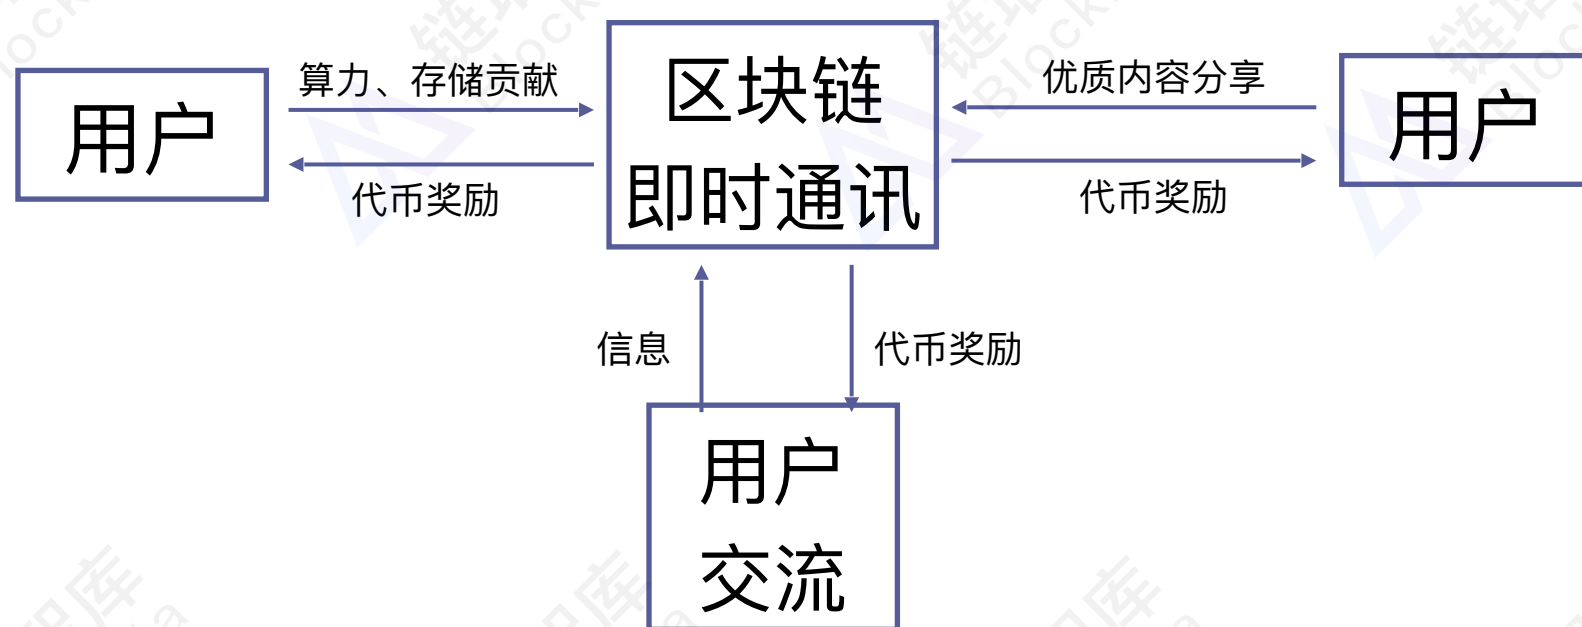 算力、存储贡献
用户
代币奖励
区块链
即时通讯
优质内容分享
用户
代币奖励
信息
代币奖励
用户
交流